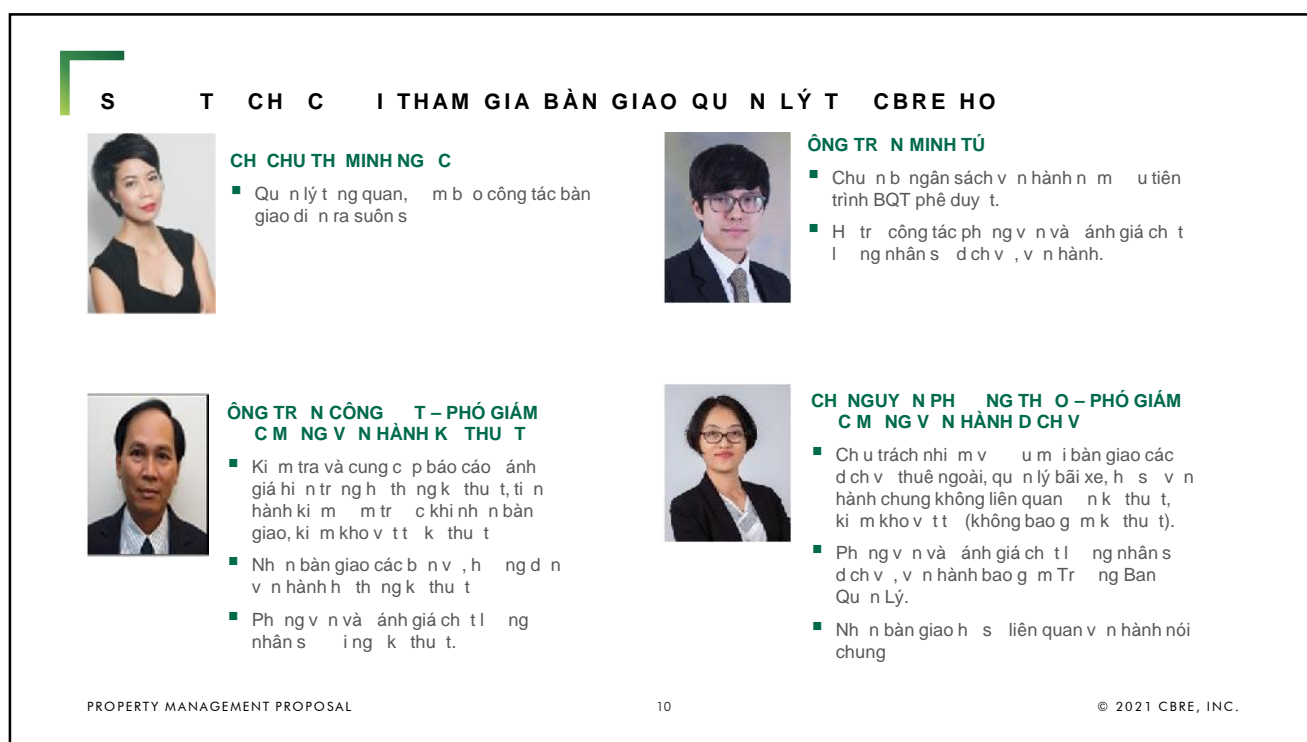 S T CH C I THAM GIA BÀN GIAO QU N LÝ T CBRE HO
CH CHU TH MINH NG C
Qu n lý t ng quan, m b o công tác bàn
giao di n ra suôn s
ÔNG TR N MINH TÚ
Chu n b ngân sách v n hành n m u tiên
trình BQT phê duy t.
H tr công tác ph ng v n và ánh giá ch t
l ng nhân s d ch v , v n hành.
ÔNG TR N CÔNG T – PHÓ GIÁM
C M NG V N HÀNH K THU T
Ki m tra và cung c p báo cáo ánh
giá hi n tr ng h th ng k thu t, ti n
hành ki m m tr c khi nh n bàn
giao, ki m kho v t t k thu t
Nh n bàn giao các b n v , h ng d n
v n hành h th ng k thu t
Ph ng v n và ánh giá ch t l ng
nhân s i ng k thu t.
CH NGUY N PH NG TH O – PHÓ GIÁM
C M NG V N HÀNH D CH V
Ch u trách nhi m v u m i bàn giao các
d ch v thuê ngoài, qu n lý bãi xe, h s v n
hành chung không liên quan n k thu t,
ki m kho v t t (không bao g m k thu t).
Ph ng v n và ánh giá ch t l ng nhân s
d ch v , v n hành bao g m Tr ng Ban
Qu n Lý.
Nh n bàn giao h s liên quan v n hành nói
chung
PROPERTY MANAGEMENT PROPOSAL
10
© 2021 CBRE, INC.